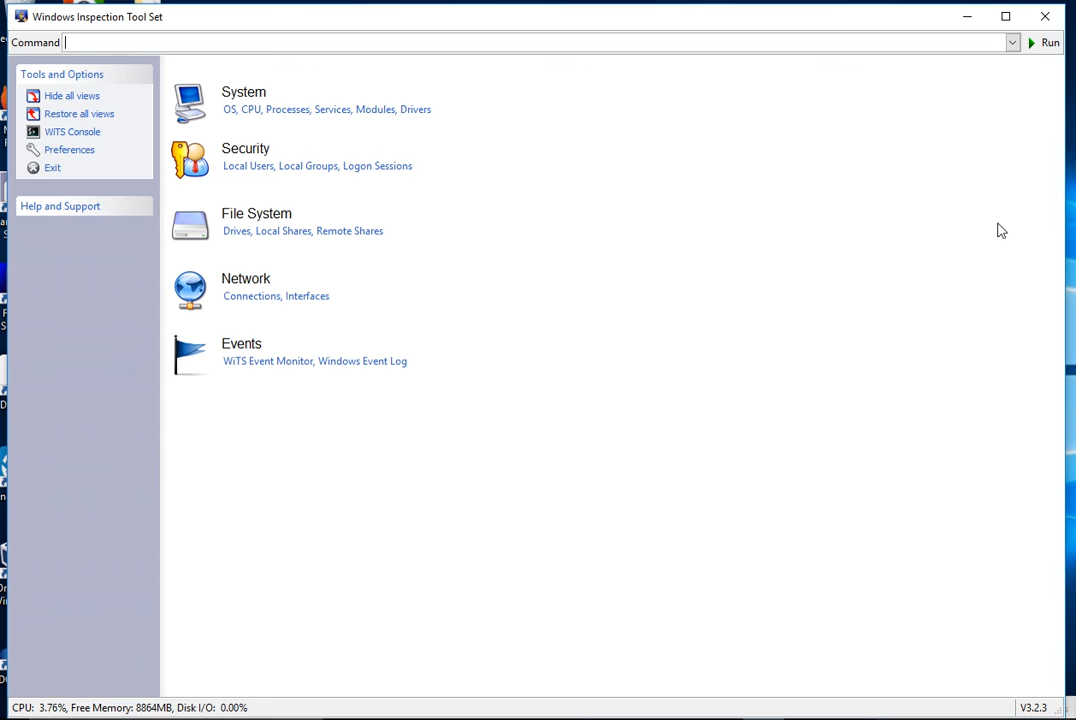 Windows Inspection Tool Set
Command
Run
Tools and Options
Hide all views
Restore all views
WiTS Console
Preferences
Exit
Help and Support
System
OS, CPU, Processes, Services, Modules, Drivers
Security
Local Users, Local Groups, Logon Sessions
File System
Drives, Local Shares, Remote Shares
Network
Connections, Interfaces
Events
WiTS Event Monitor, Windows Event Log
CPU: 3.76%, Free Memory: 8864MB, Disk I/O: 0.00%
V3.2.3